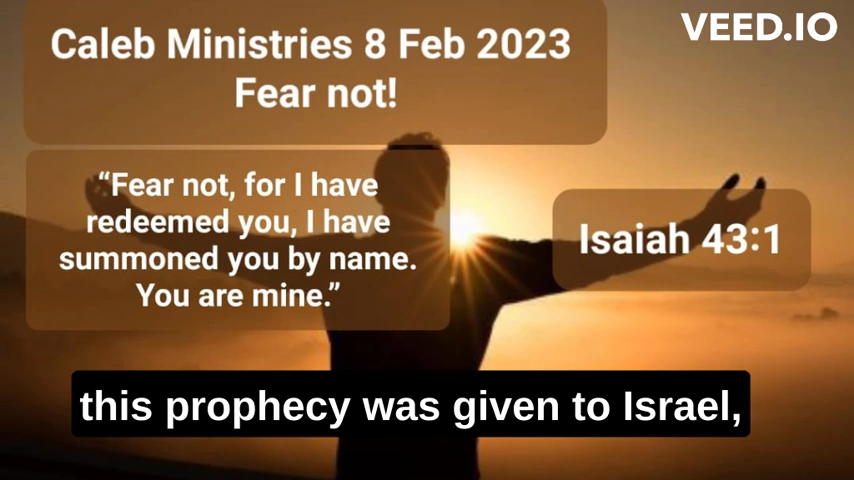 VEED.IO
Caleb Ministries 8 Feb 2023
Fear not!
“Fear not, for I have
redeemed you, I have
summoned you by name.
You are mine.”
Isaiah 43:1
this prophecy was given to Israel,